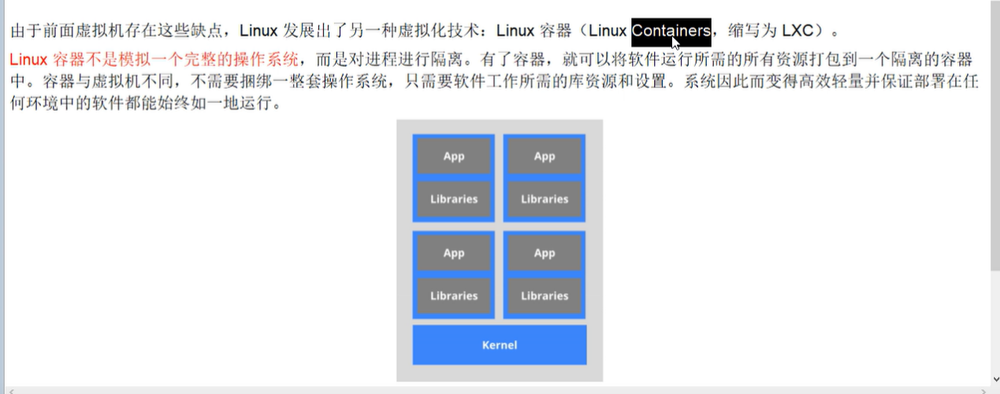 由于前面虚拟机存在这些缺点，Linux 发展出了另一种虚拟化技术：Linux 容器（Linux Containers，缩写为 LXC）。
Linux 容器不是模拟一个完整的操作系统，而是对进程进行隔离。有了容器，就可以将软件运行所需的所有资源打包到一个隔离的容器
中。容器与虚拟机不同，不需要捆绑一整套操作系统，只需要软件工作所需的库资源和设置。系统因此而变得高效轻量并保证部署在任
何环境中的软件都能始终如一地运行。
App App
Libraries Libraries
App App
Libraries Libraries
Kernel